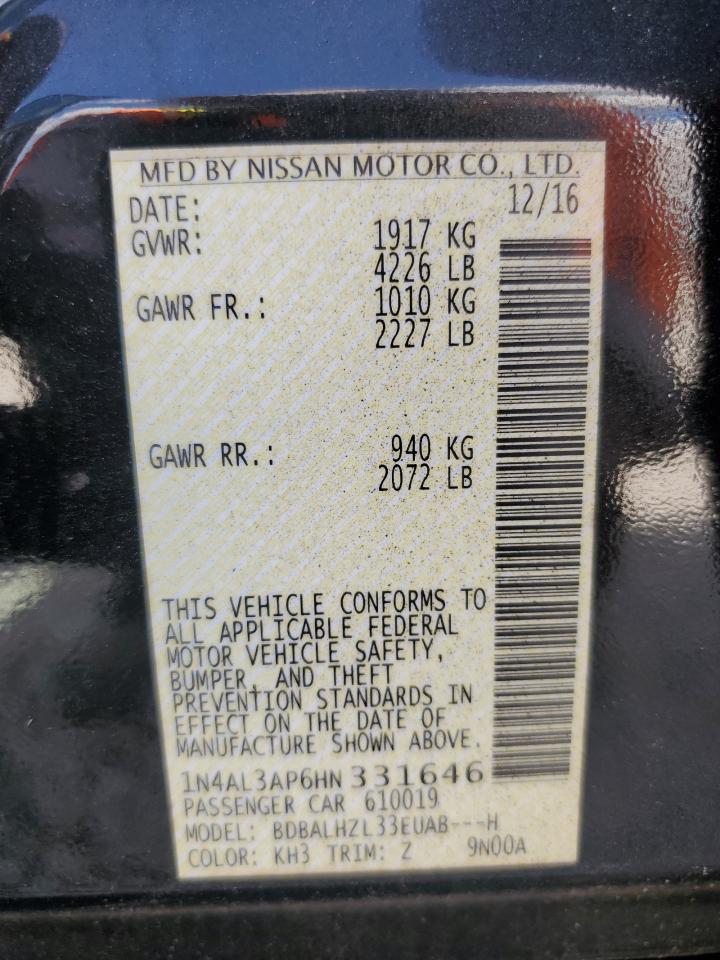 MFD BY NISSAN MOTOR CO., LTD.
DATE: 12/16
GVWR: 1917 KG
4226 LB
GAWR FR.: 1010 KG
2227 LB
GAWR RR.: 940 KG
2072 LB
THIS VEHICLE CONFORMS TO
ALL APPLICABLE FEDERAL
MOTOR VEHICLE SAFETY,
BUMPER, AND THEFT
PREVENTION STANDARDS IN
EFFECT ON THE DATE OF
MANUFACTURE SHOWN ABOVE.
1N4AL3AP6HN 331646
PASSENGER CAR 610019
MODEL: BDBALHZL33EUAB---H
COLOR: KH3 TRIM: Z 9N00A